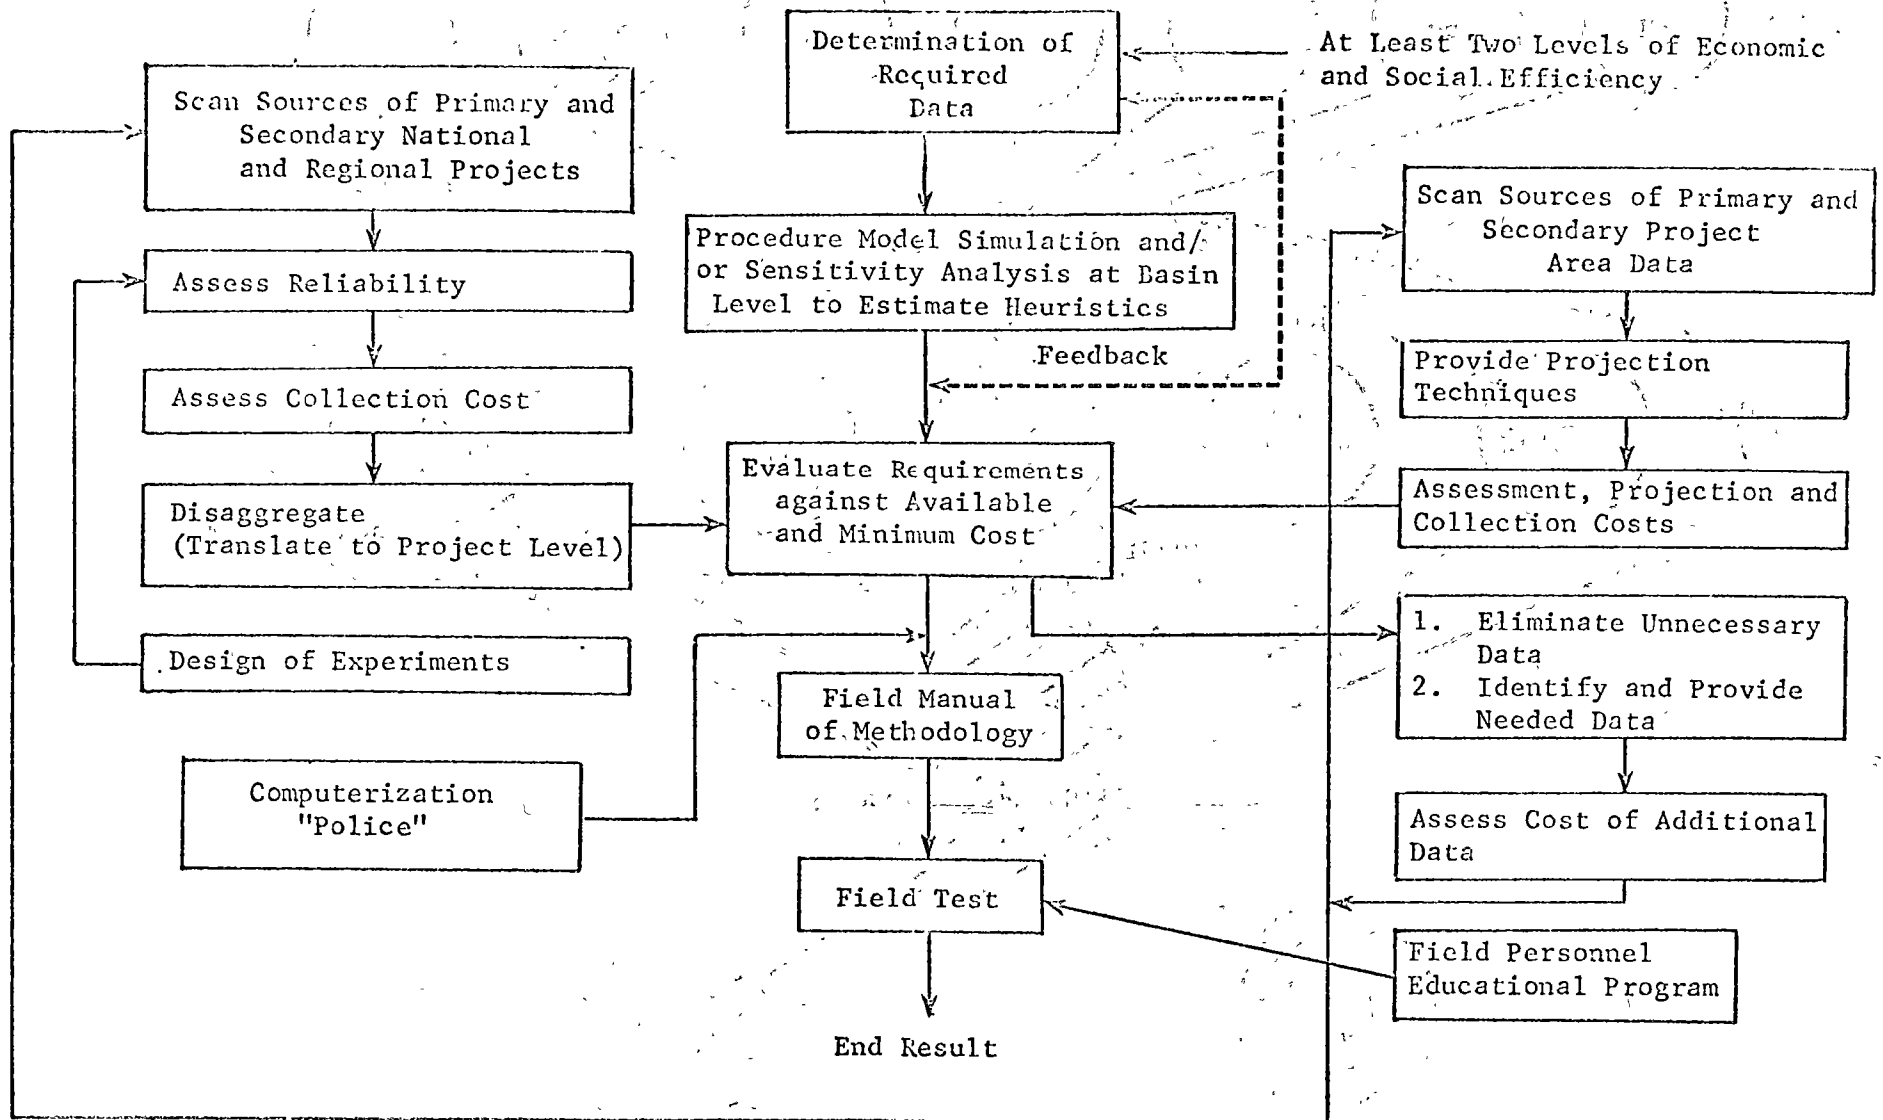 Determination of
Required
Data
At Least Two Levels of Economic
and Social Efficiency
Scan Sources of Primary and
Secondary National
and Regional Projects
Assess Reliability
Assess Collection Cost
Disaggregate
(Translate to Project Level)
Design of Experiments
Computerization
"Police"
Procedure Model Simulation and/
or Sensitivity Analysis at Basin
Level to Estimate Heuristics
Feedback
Evaluate Requirements
against Available
and Minimum Cost
Field Manual
of Methodology
Field Test
End Result
Scan Sources of Primary and
Secondary Project
Area Data
Provide Projection
Techniques
Assessment, Projection and
Collection Costs
1. Eliminate Unnecessary
Data
2. Identify and Provide
Needed Data
Assess Cost of Additional
Data
Field Personnel
Educational Program